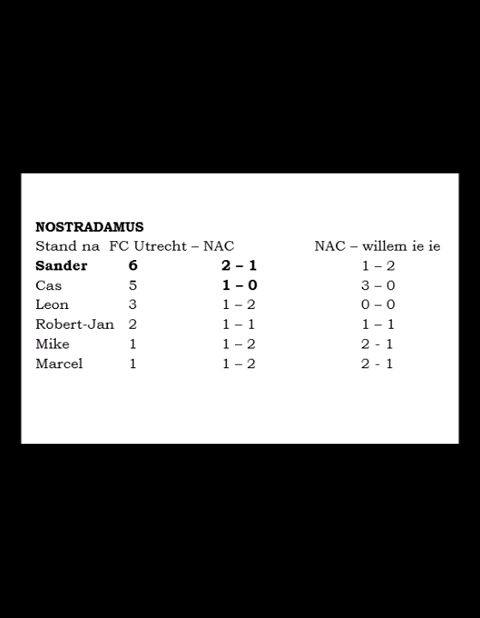 NOSTRADAMUS
Stand na FC Utrecht – NAC NAC – willem ie ie
Sander 6 2 – 1 1 – 2
Cas 5 1 – 0 3 – 0
Leon 3 1 – 2 0 – 0
Robert-Jan 2 1 – 1 1 – 1
Mike 1 1 – 2 2 - 1
Marcel 1 1 – 2 2 - 1